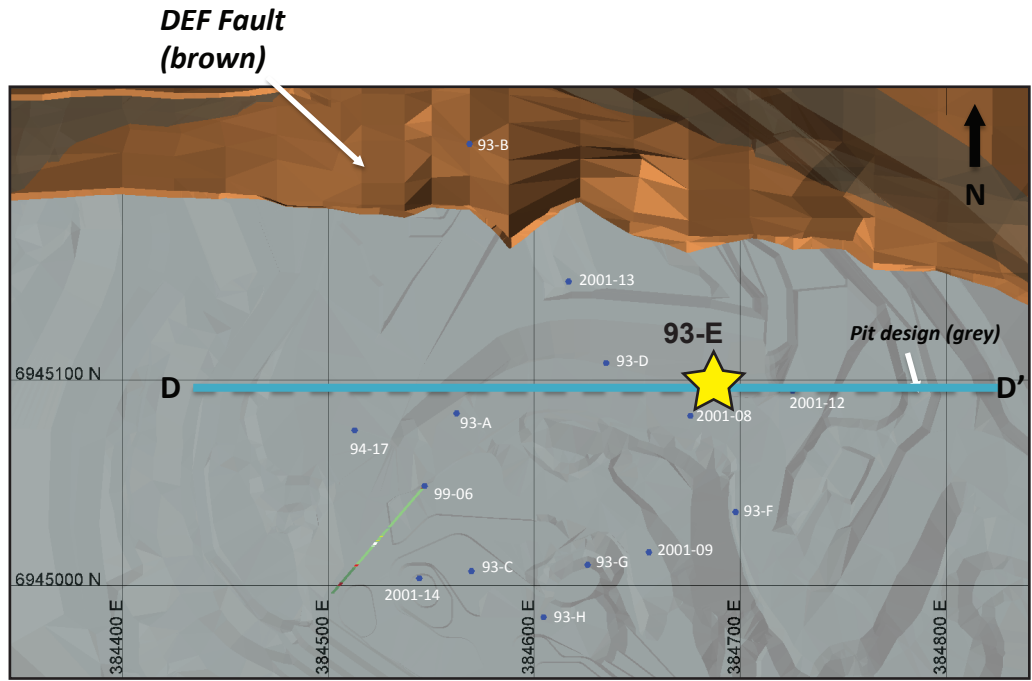 DEF Fault
(brown)
93-B
N
2001-13
93-E
Pit design (grey)
93-D
6945100 N
D
D’
2001-12
2001-08
93-A
94-17
99-06
93-F
2001-09
93-G
93-C
6945000 N
2001-14
93-H
384400 E
384500 E
384600 E
384700 E
384800 E